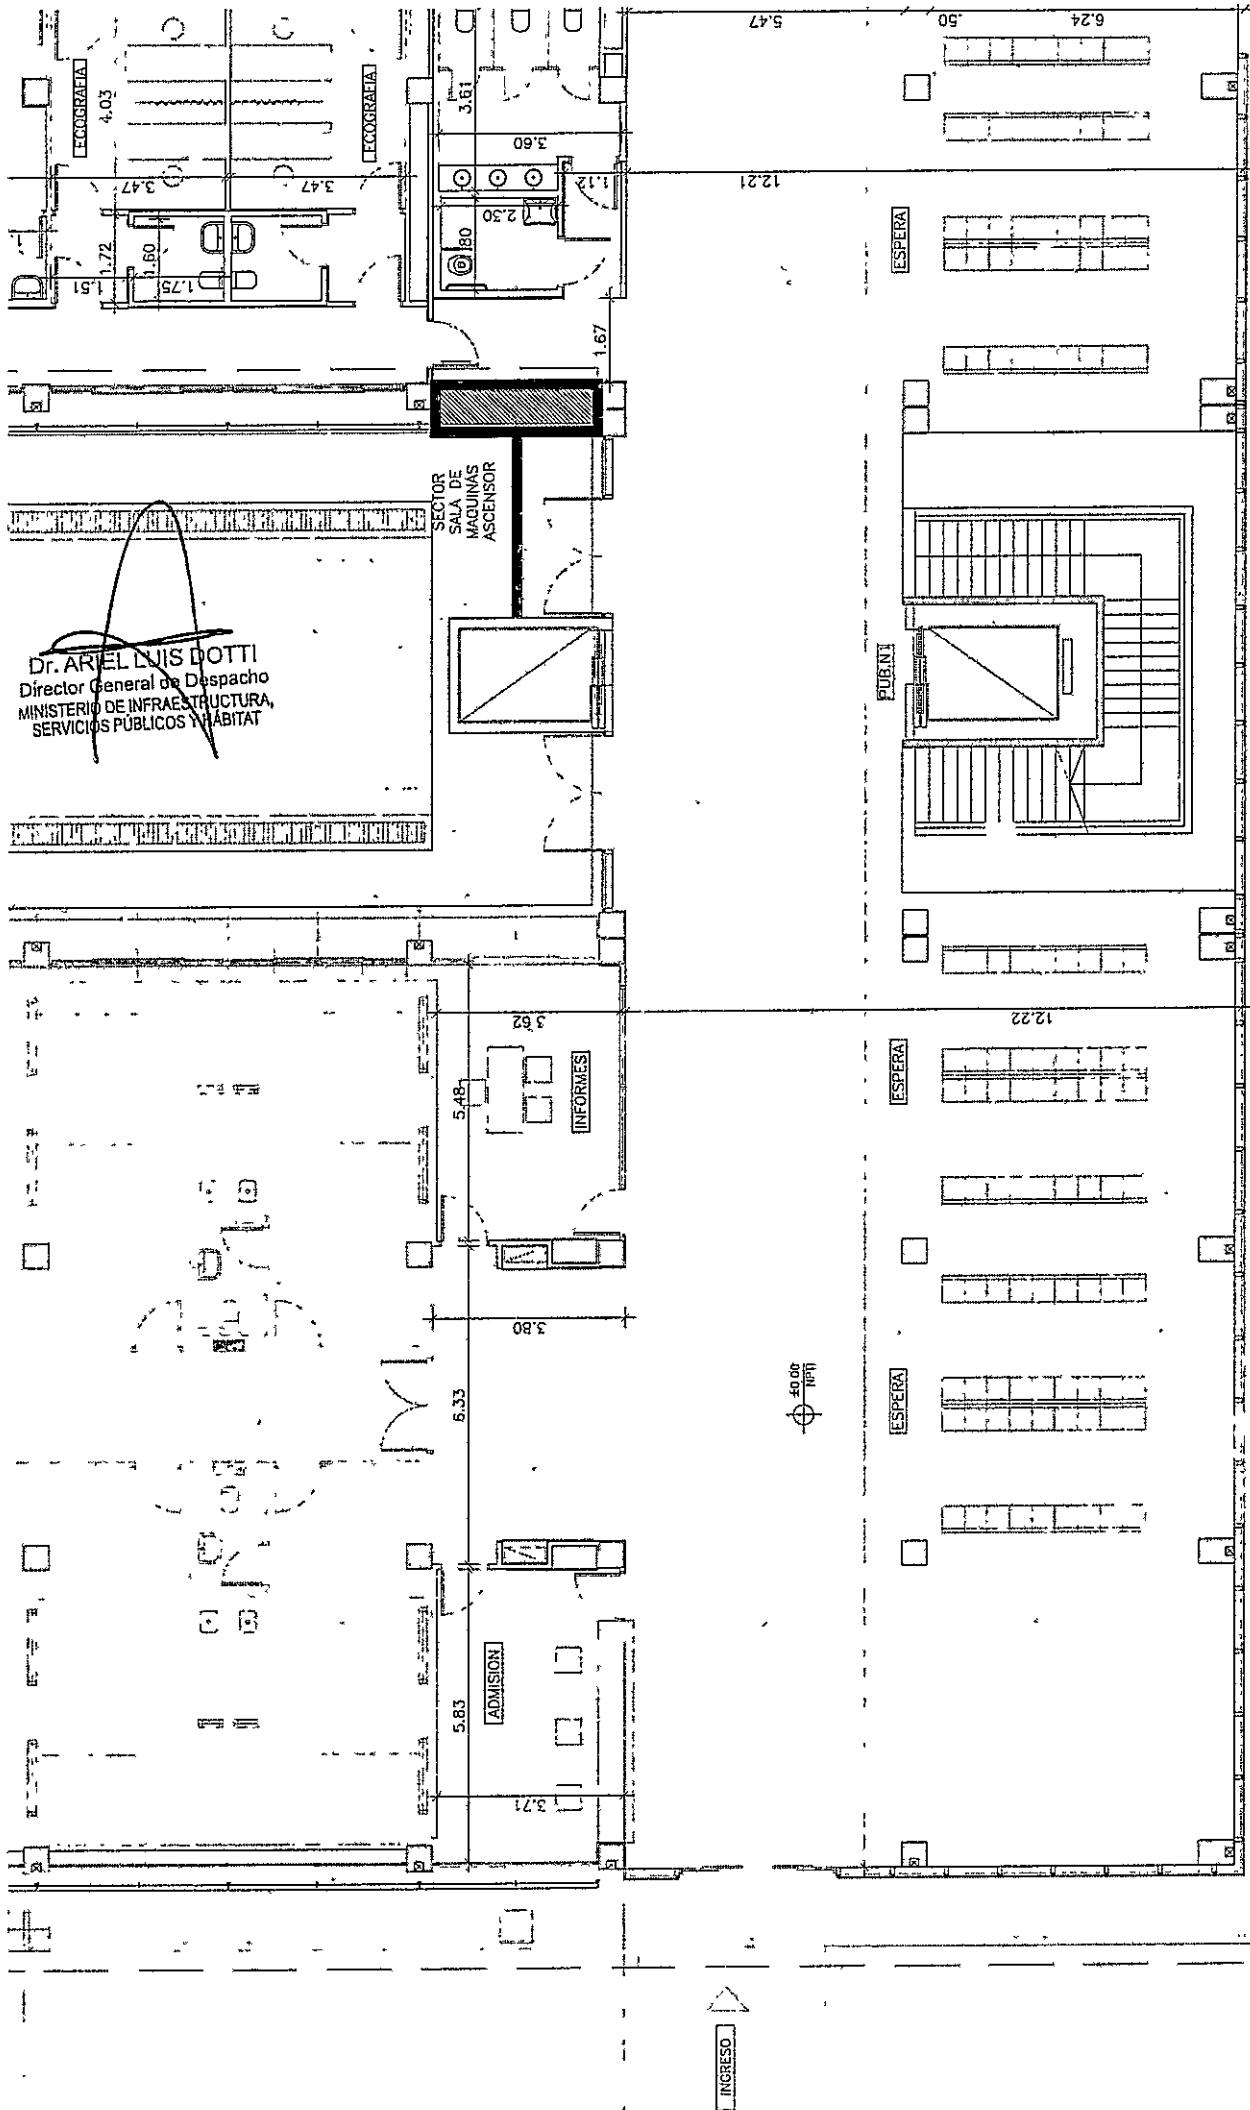 5.47
.50
6.24
ECOGRAFIA
4.03
ECOGRAFIA
3.61
3.60
3.47
3.47
1.12
12.21
2.30
.80
1.72
1.60
1.51
1.75
ESPERA
1.67
SECTOR
SALA DE
MAQUINAS
ASCENSOR
Dr. ARIEL LUIS DOTTI
Director General de Despacho
MINISTERIO DE INFRAESTRUCTURA,
SERVICIOS PÚBLICOS Y HÁBITAT
PUB.N1
3.62
12.22
5.48
INFORMES
ESPERA
3.80
6.33
±0.00
NPT
ESPERA
ADMISION
5.83
3.71
INGRESO